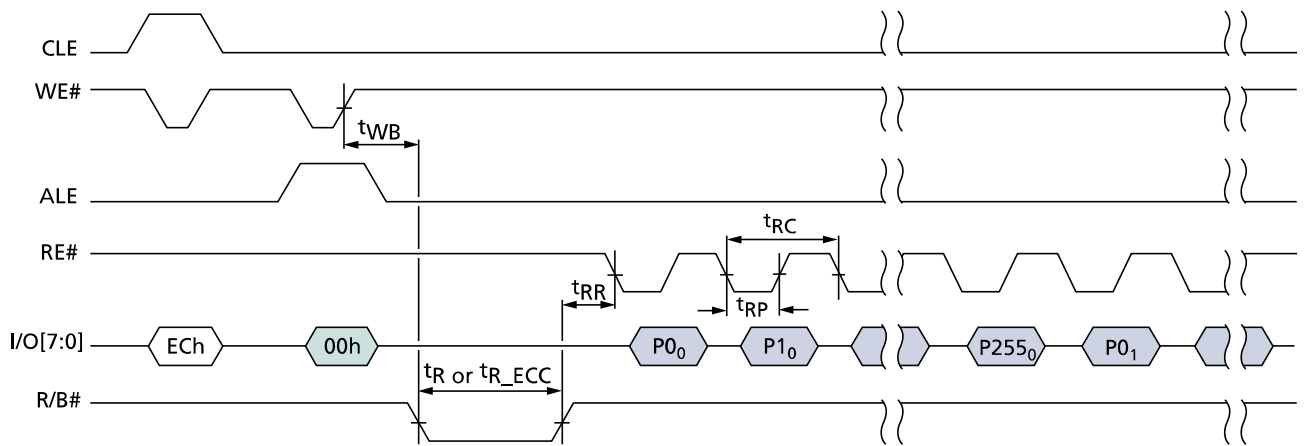 CLE
WE#
tWB
ALE
tRC
RE#
tRR
tRP
I/O[7:0] ECh 00h P0₀ P1₀ P255₀ P0₁
tR or tR_ECC
R/B#